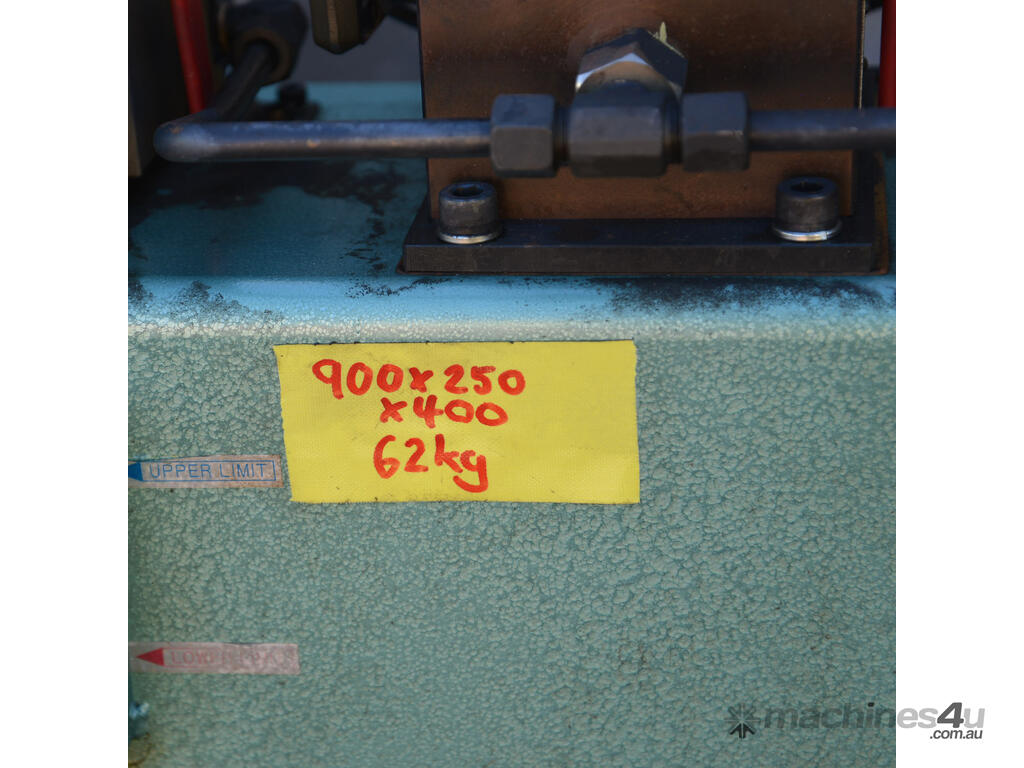 900x250
x400
62kg
UPPER LIMIT
machines4u
.com.au